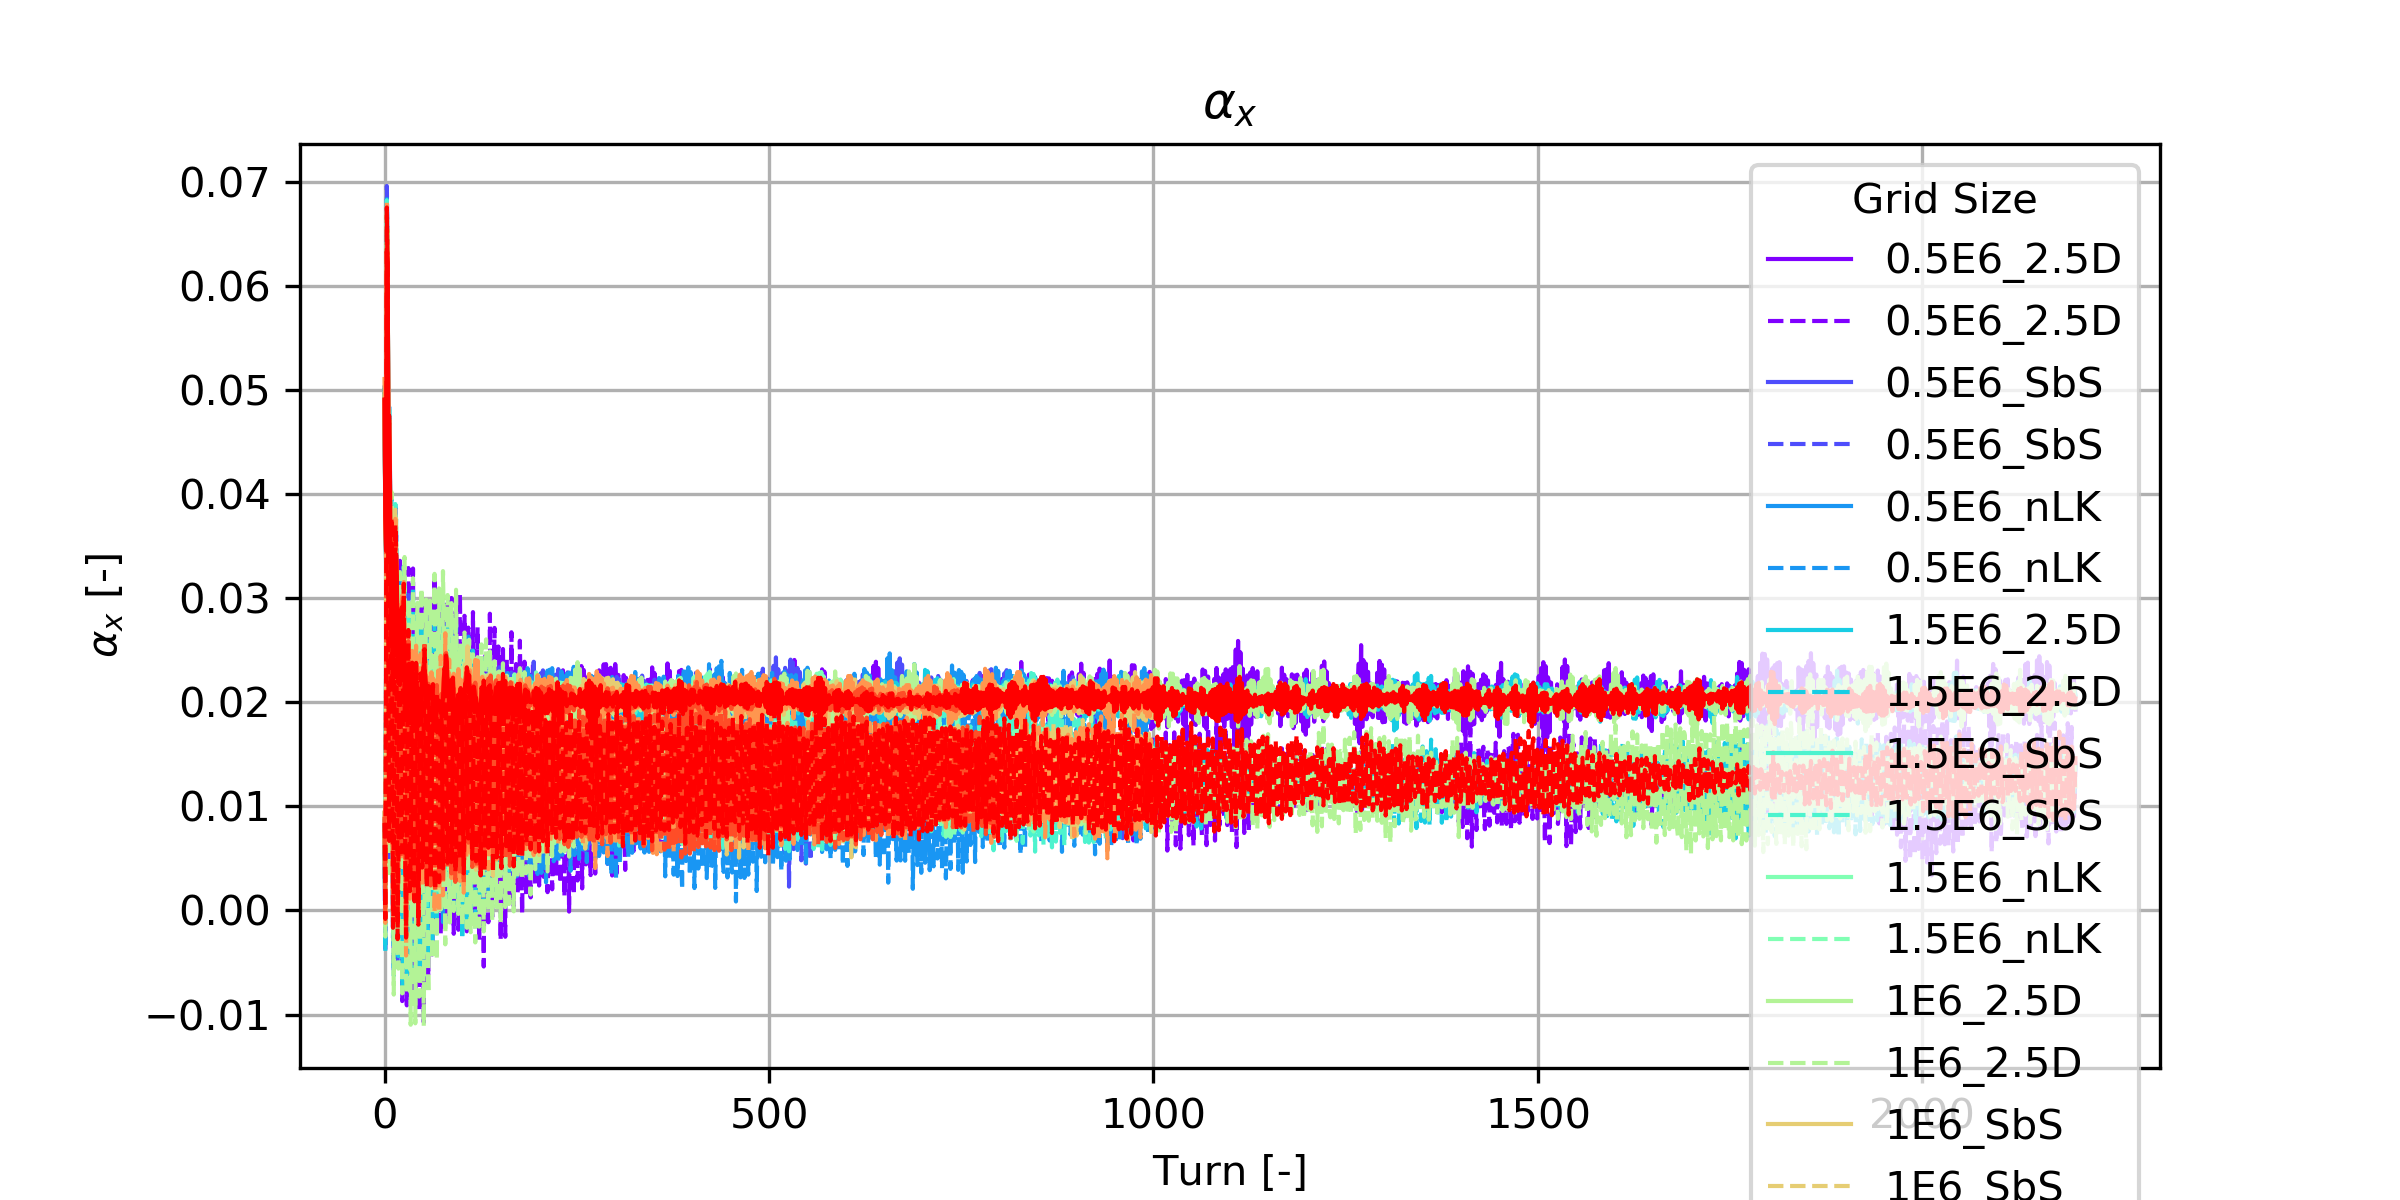 αx
αx [-]
0.07
0.06
0.05
0.04
0.03
0.02
0.01
0.00
−0.01
0
500
1000
1500
2000
Turn [-]
Grid Size
0.5E6_2.5D
0.5E6_2.5D
0.5E6_SbS
0.5E6_SbS
0.5E6_nLK
0.5E6_nLK
1.5E6_2.5D
1.5E6_2.5D
1.5E6_SbS
1.5E6_SbS
1.5E6_nLK
1.5E6_nLK
1E6_2.5D
1E6_2.5D
1E6_SbS
1E6_SbS